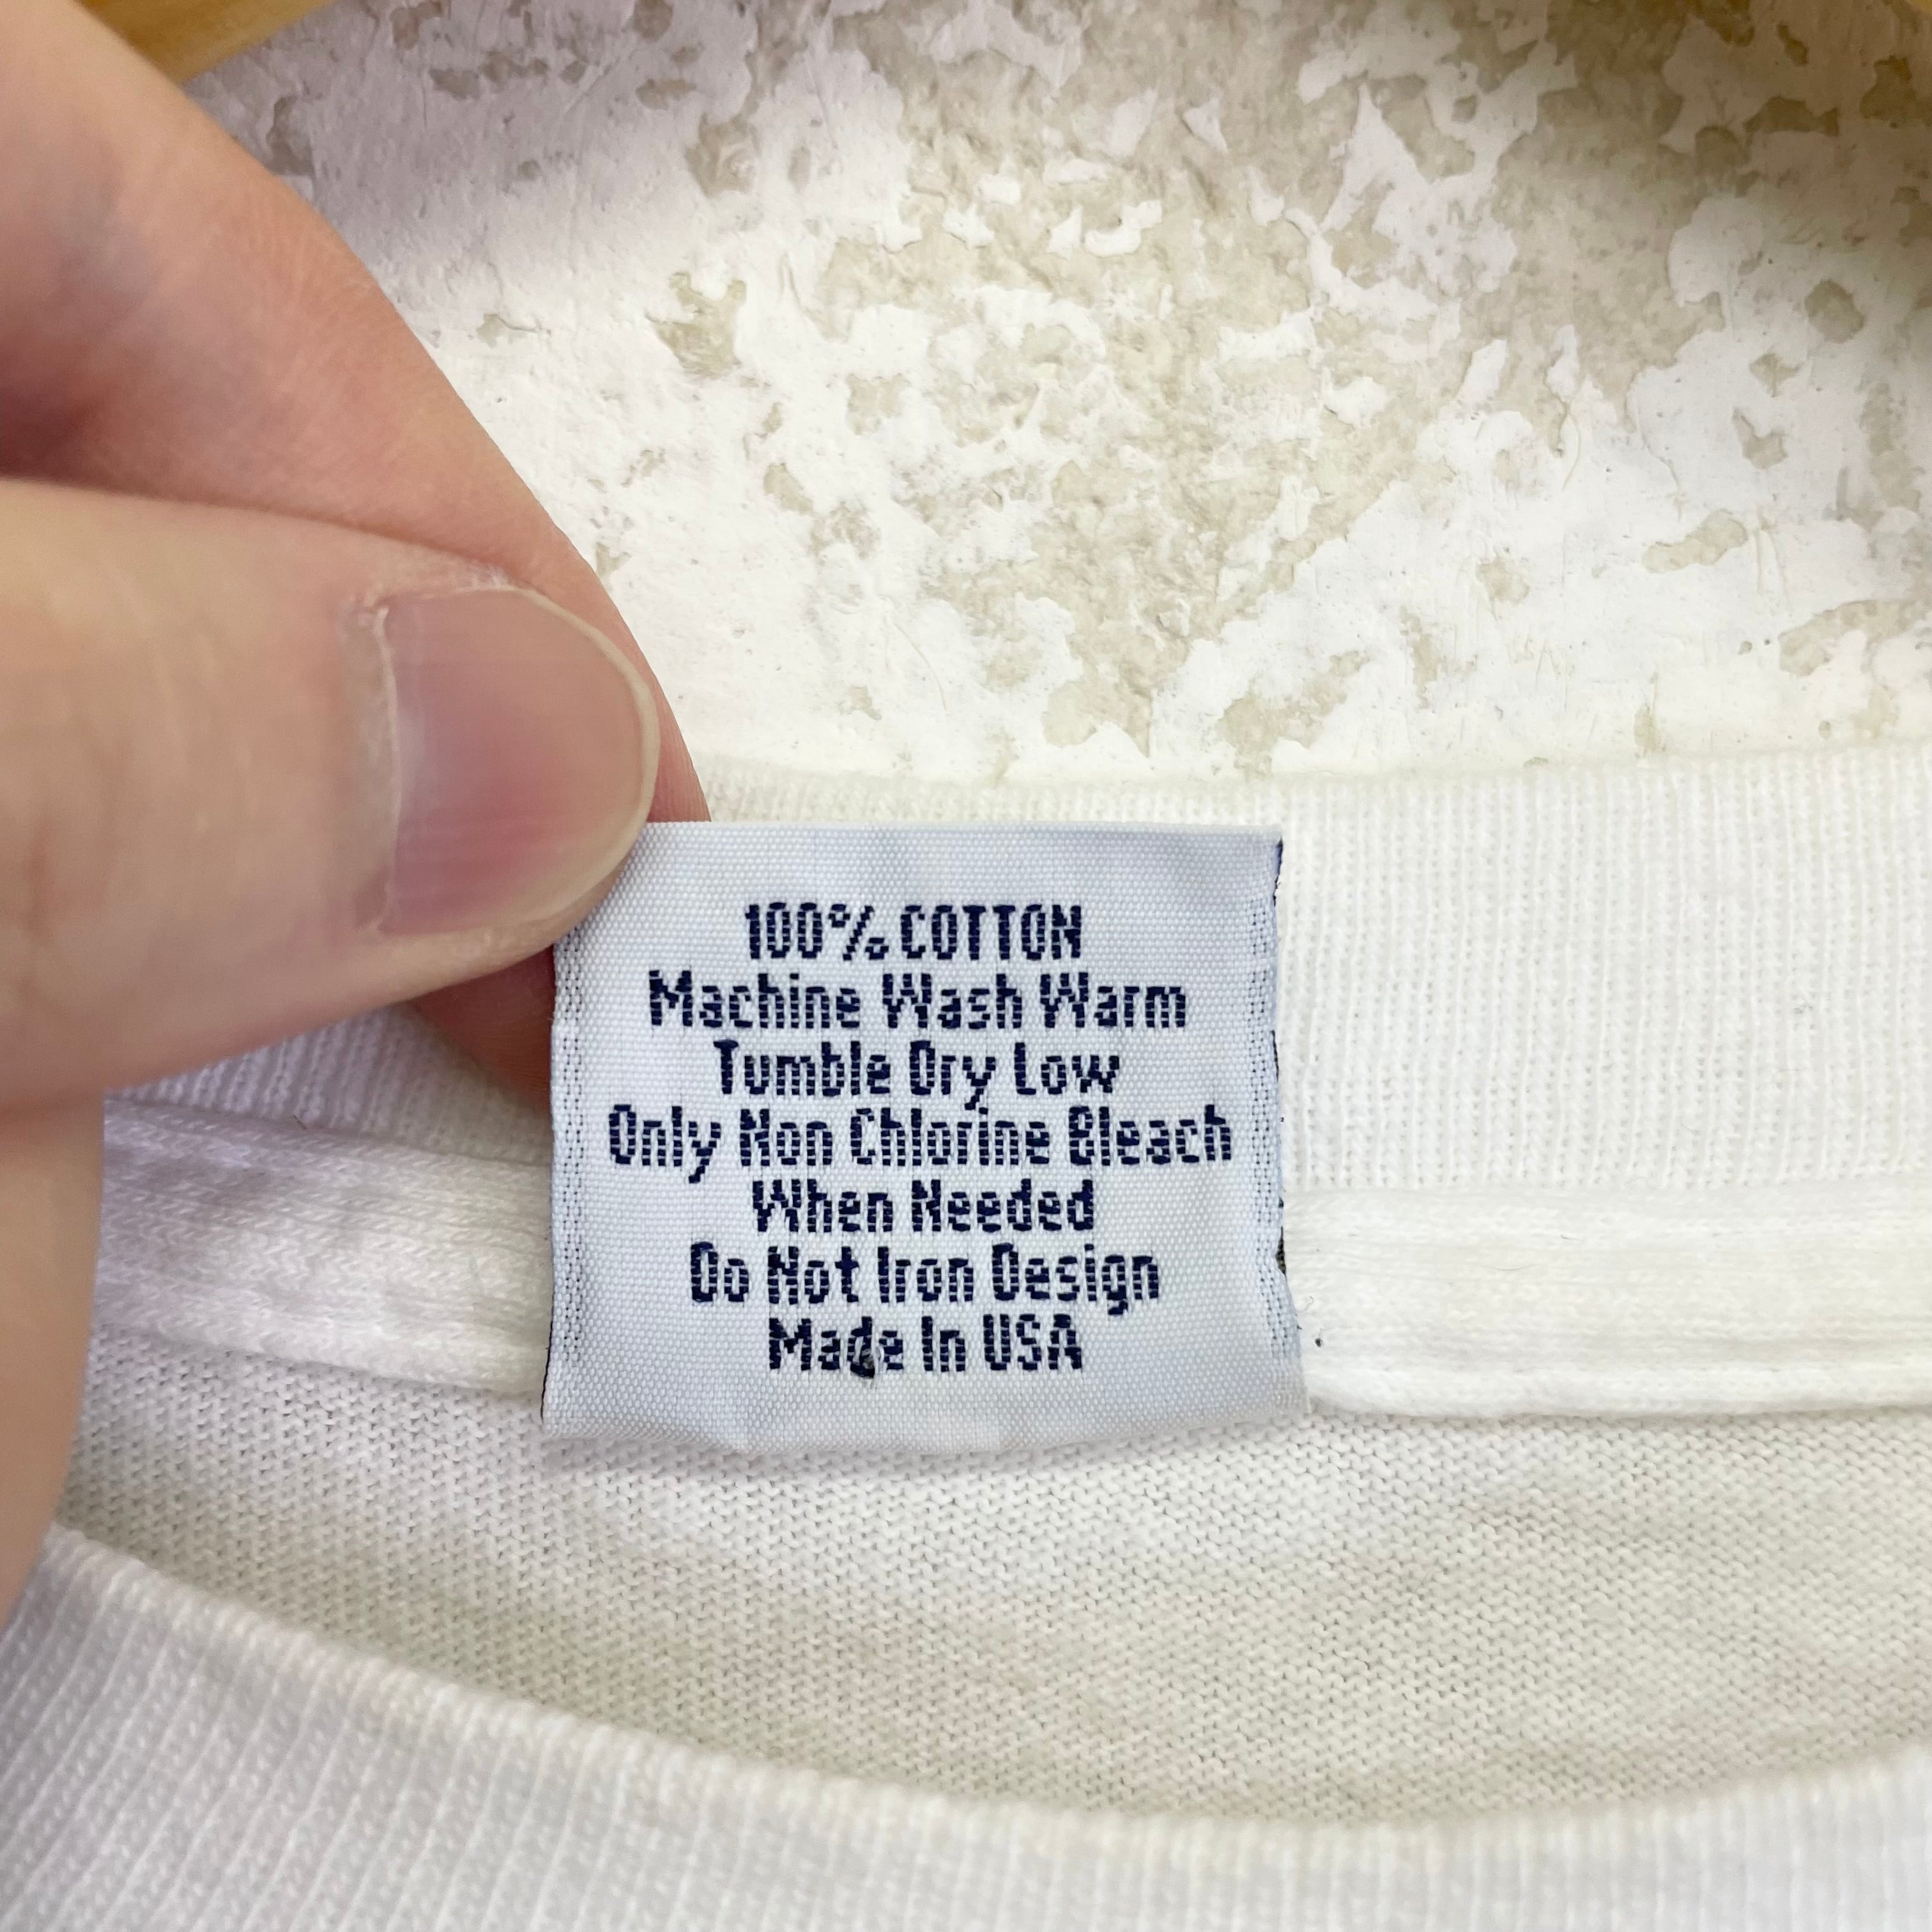 100% COTTON
Machine Wash Warm
Tumble Dry Low
Only Non Chlorine Bleach
When Needed
Do Not Iron Design
Made In USA